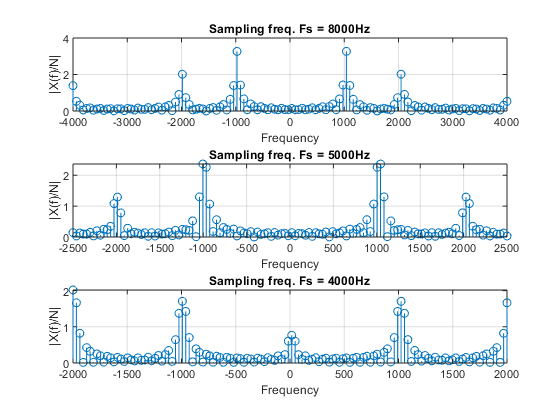 Sampling freq. Fs = 8000Hz
|X(f)/N|
4
2
0
-4000 -3000 -2000 -1000 0 1000 2000 3000 4000
Frequency
Sampling freq. Fs = 5000Hz
|X(f)/N|
2
1
0
-2500 -2000 -1500 -1000 -500 0 500 1000 1500 2000 2500
Frequency
Sampling freq. Fs = 4000Hz
|X(f)/N|
2
1
0
-2000 -1500 -1000 -500 0 500 1000 1500 2000
Frequency